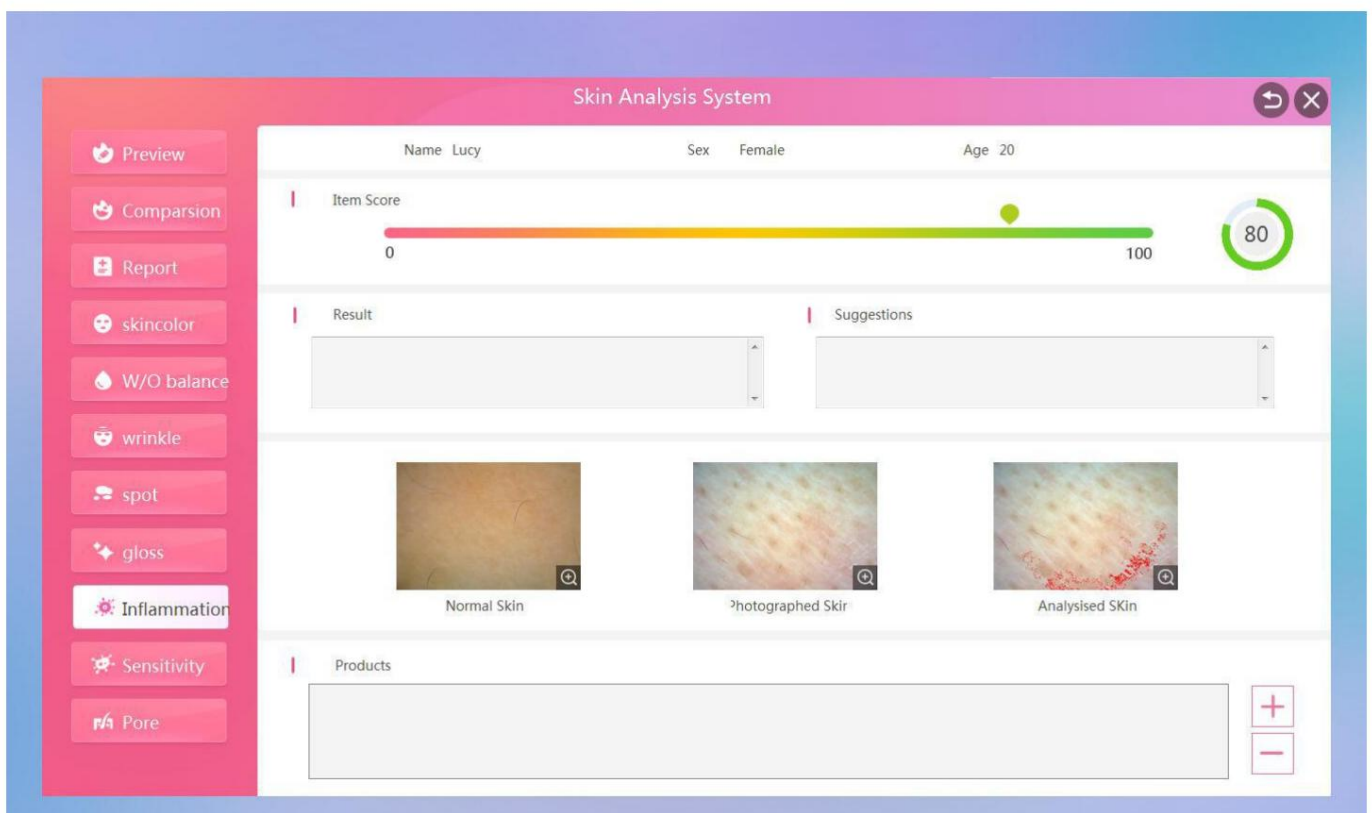 Skin Analysis System
Preview
Comparsion
Report
skincolor
W/O balance
wrinkle
spot
gloss
Inflammation
Sensitivity
Pore
Name Lucy Sex Female Age 20
Item Score
0 100
80
Result Suggestions
Normal Skin Photographed Skir Analysised SKin
Products